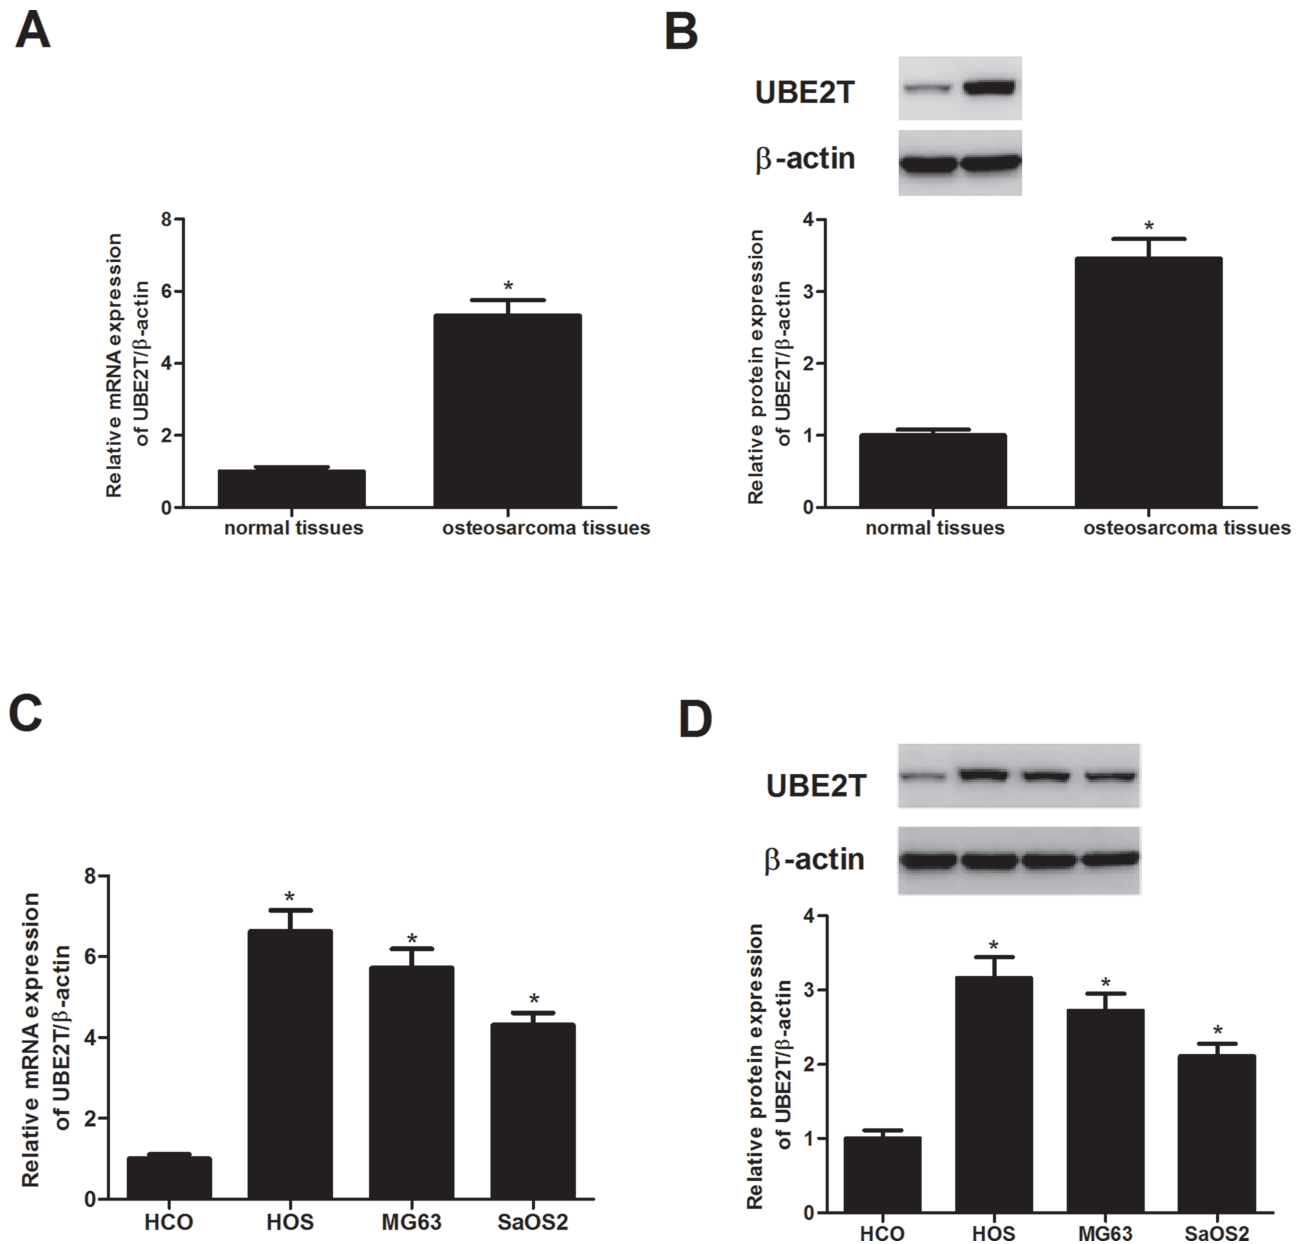 A
8
6
4
2
0
Relative mRNA expression
of UBE2T/β-actin
*
normal tissues
osteosarcoma tissues
B
UBE2T
β-actin
4
3
2
1
0
Relative protein expression
of UBE2T/β-actin
*
normal tissues
osteosarcoma tissues
C
8
6
4
2
0
Relative mRNA expression
of UBE2T/β-actin
* * *
HCO HOS MG63 SaOS2
D
UBE2T
β-actin
4
3
2
1
0
Relative protein expression
of UBE2T/β-actin
* * *
HCO HOS MG63 SaOS2